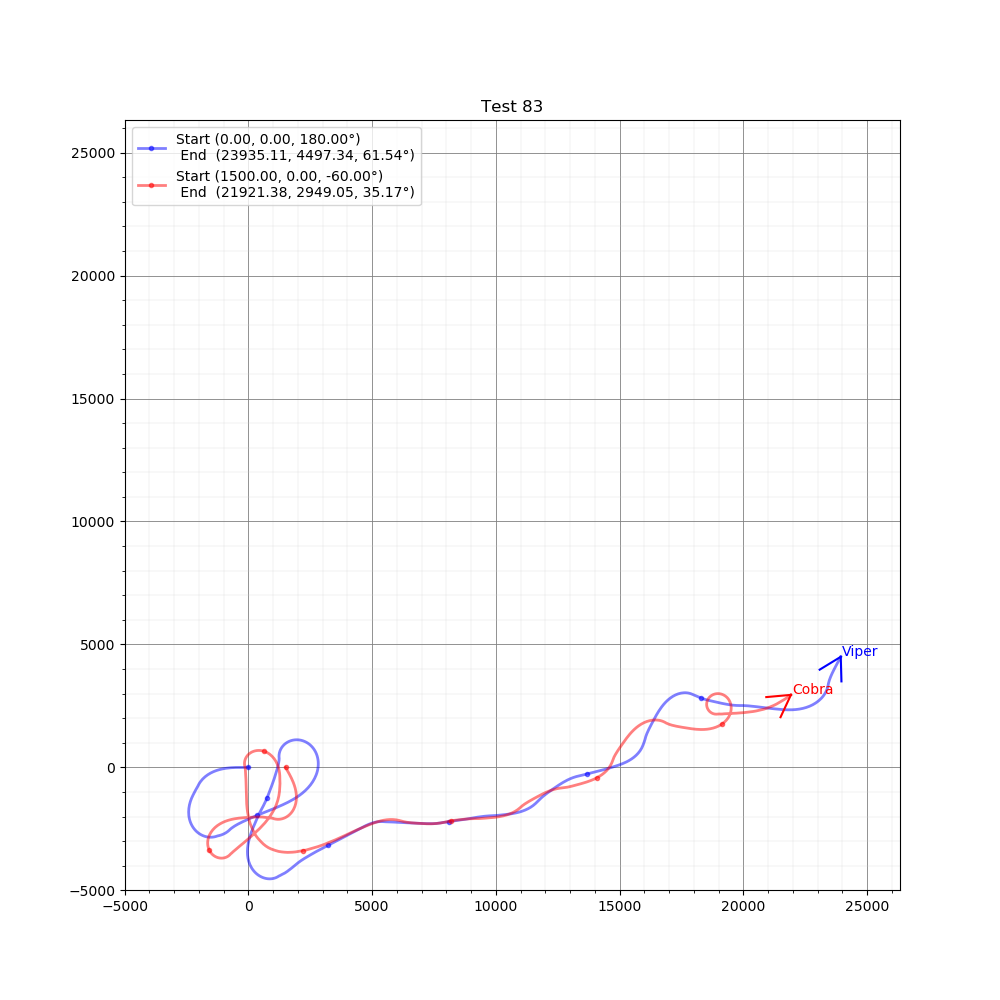 Test 83
Start (0.00, 0.00, 180.00°)
End (23935.11, 4497.34, 61.54°)
Start (1500.00, 0.00, -60.00°)
End (21921.38, 2949.05, 35.17°)
25000
20000
15000
10000
5000
0
−5000
Viper
Cobra
−5000 0 5000 10000 15000 20000 25000